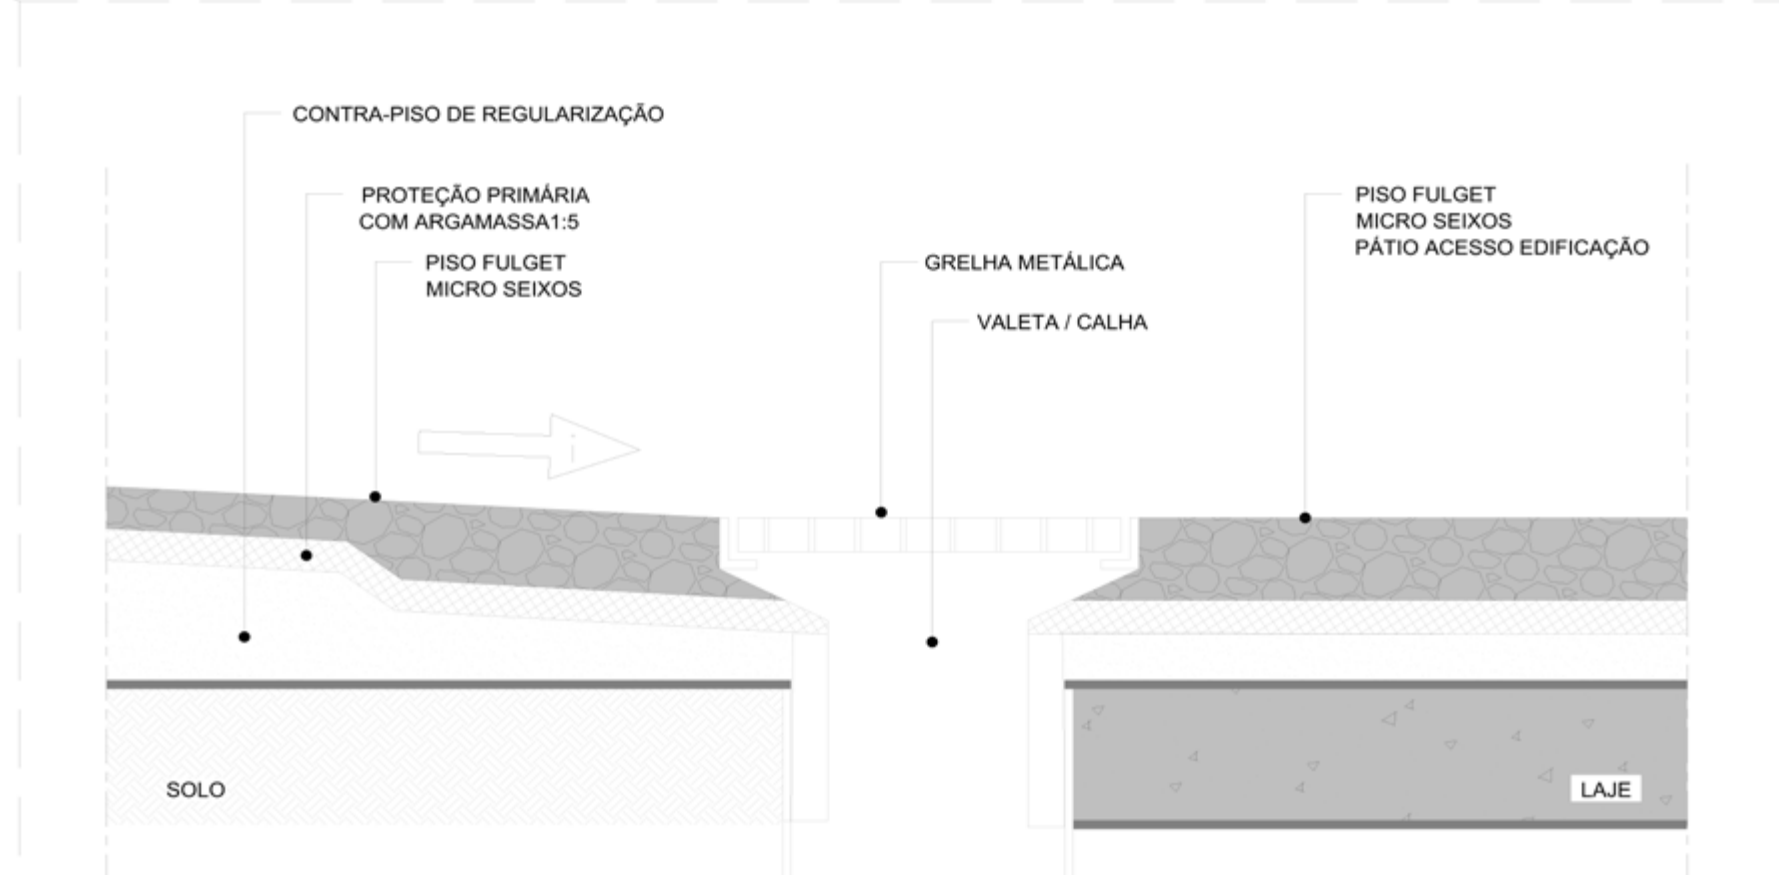 CONTRA-PISO DE REGULARIZAÇÃO
PROTEÇÃO PRIMÁRIA
COM ARGAMASSA1:5
PISO FULGET
MICRO SEIXOS
GRELHA METÁLICA
VALETA / CALHA
PISO FULGET
MICRO SEIXOS
PÁTIO ACESSO EDIFICAÇÃO
i
SOLO
LAJE